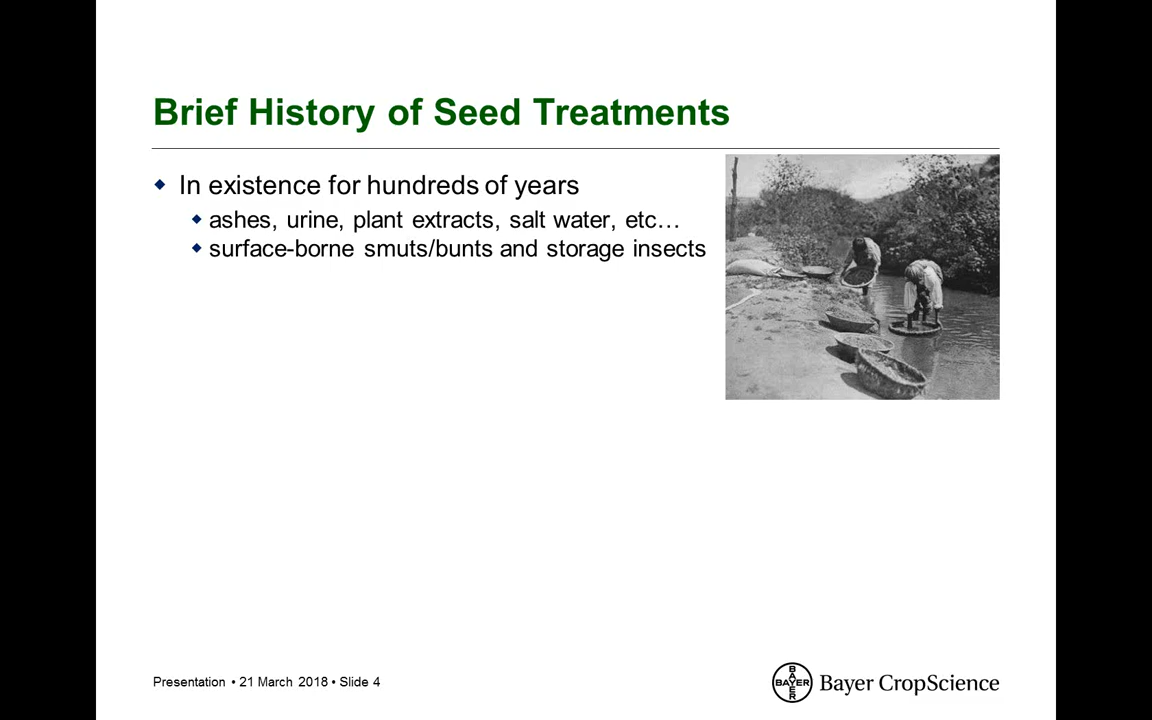 Brief History of Seed Treatments
In existence for hundreds of years
ashes, urine, plant extracts, salt water, etc…
surface-borne smuts/bunts and storage insects
Presentation • 21 March 2018 • Slide 4
BAYER
BAYER
Bayer CropScience